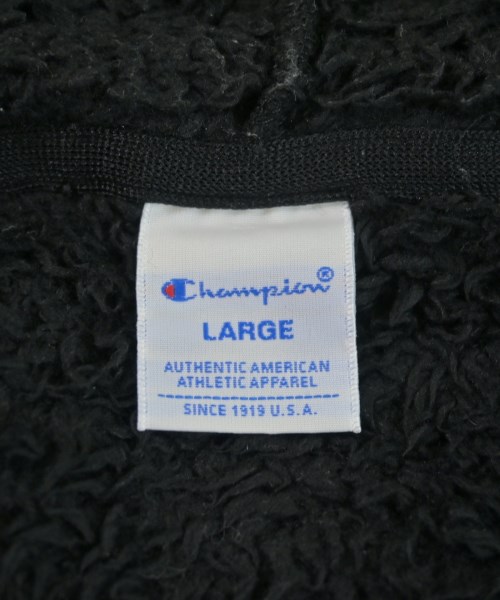 Champion®
LARGE
AUTHENTIC AMERICAN
ATHLETIC APPAREL
SINCE 1919 U.S.A.